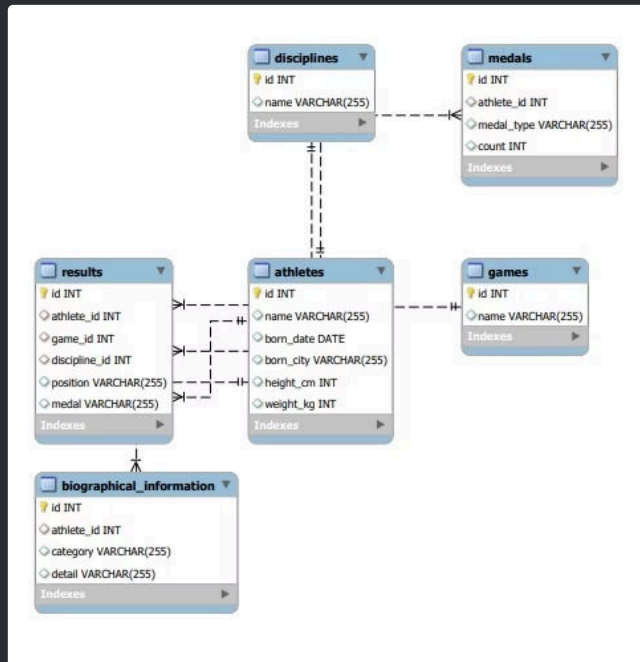 disciplines
id INT
name VARCHAR(255)
Indexes
medals
id INT
athlete_id INT
medal_type VARCHAR(255)
count INT
Indexes
results
id INT
athlete_id INT
game_id INT
discipline_id INT
position VARCHAR(255)
medal VARCHAR(255)
Indexes
athletes
id INT
name VARCHAR(255)
born_date DATE
born_city VARCHAR(255)
height_cm INT
weight_kg INT
Indexes
games
id INT
name VARCHAR(255)
Indexes
biographical_information
id INT
athlete_id INT
category VARCHAR(255)
detail VARCHAR(255)
Indexes